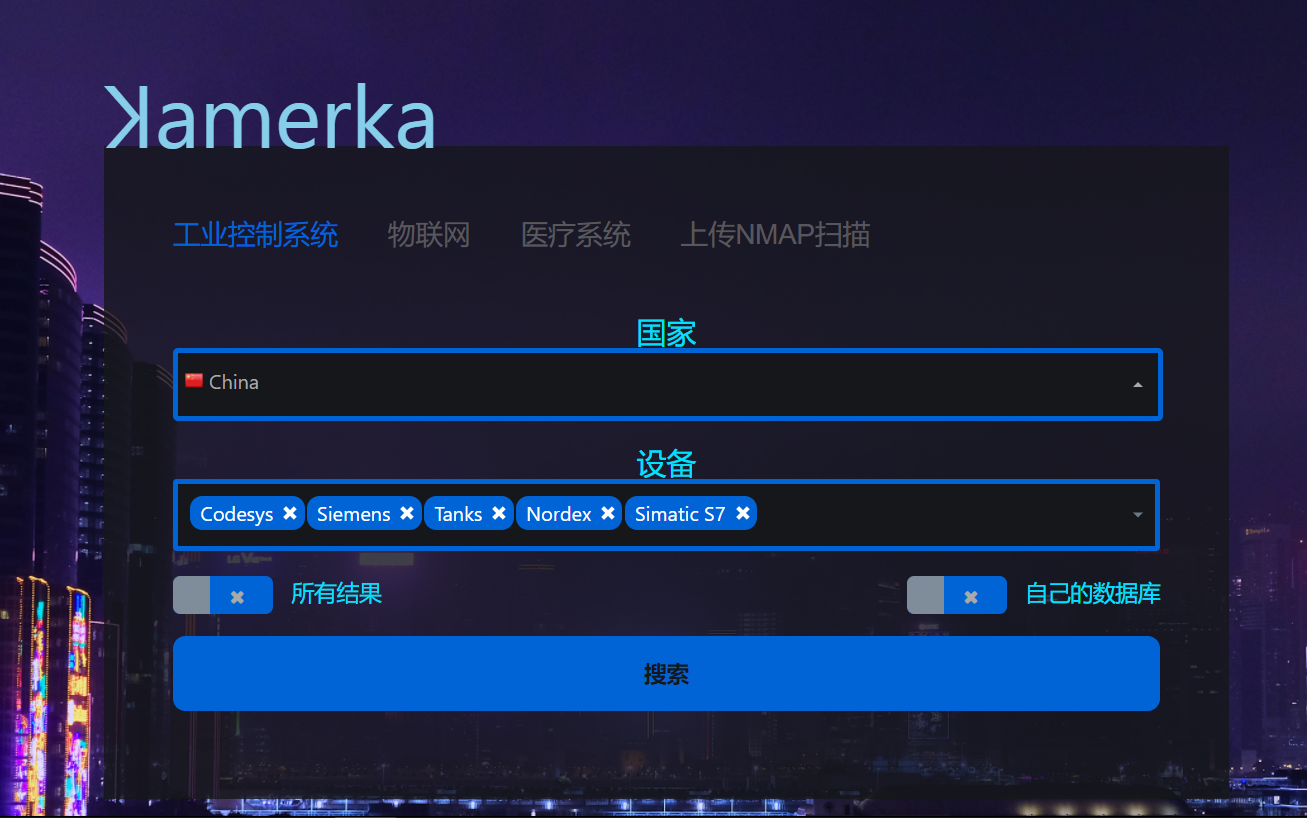 Kamerka
工业控制系统 物联网 医疗系统 上传NMAP扫描
国家
China
设备
Codesys Siemens Tanks Nordex Simatic S7
所有结果 自己的数据库
搜索